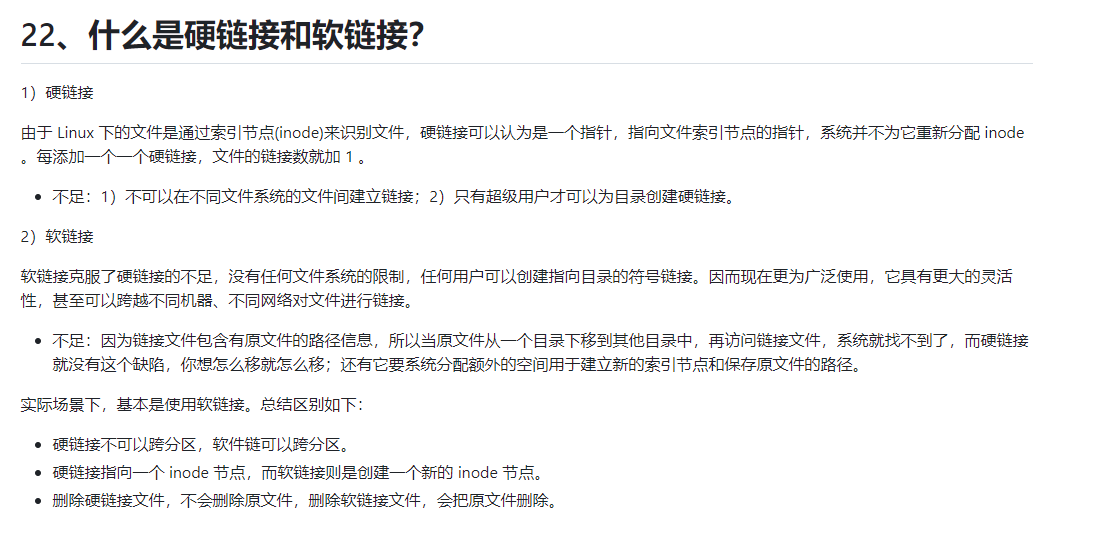 22、什么是硬链接和软链接？
1）硬链接
由于 Linux 下的文件是通过索引节点(inode)来识别文件，硬链接可以认为是一个指针，指向文件索引节点的指针，系统并不为它重新分配 inode
。每添加一个一个硬链接，文件的链接数就加 1 。
不足：1）不可以在不同文件系统的文件间建立链接；2）只有超级用户才可以为目录创建硬链接。
2）软链接
软链接克服了硬链接的不足，没有任何文件系统的限制，任何用户可以创建指向目录的符号链接。因而现在更为广泛使用，它具有更大的灵活
性，甚至可以跨越不同机器、不同网络对文件进行链接。
不足：因为链接文件包含有原文件的路径信息，所以当原文件从一个目录下移到其他目录中，再访问链接文件，系统就找不到了，而硬链接
就没有这个缺陷，你想怎么移就怎么移；还有它要系统分配额外的空间用于建立新的索引节点和保存原文件的路径。
实际场景下，基本是使用软链接。总结区别如下：
硬链接不可以跨分区，软件链可以跨分区。
硬链接指向一个 inode 节点，而软链接则是创建一个新的 inode 节点。
删除硬链接文件，不会删除原文件，删除软链接文件，会把原文件删除。